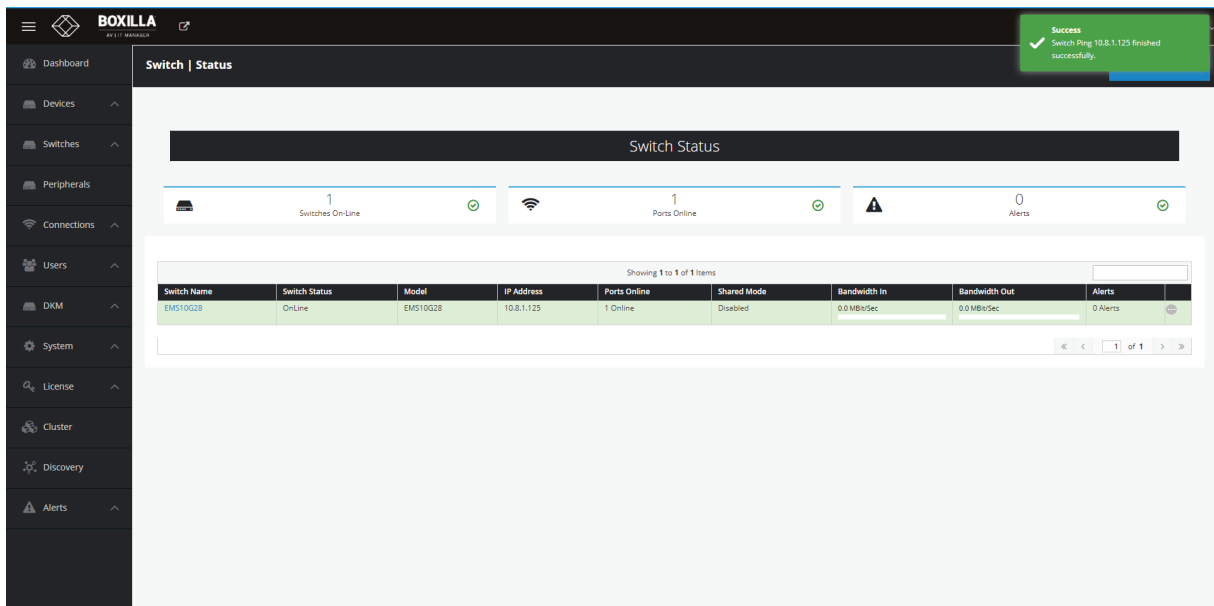 BOXILLA
AV | IT MANAGER
Success
Switch Ping 10.8.1.125 finished
successfully.
Dashboard
Devices
Switches
Peripherals
Connections
Users
DKM
System
License
Cluster
Discovery
Alerts
Switch | Status
Switch Status
1
Switches On-Line
1
Ports Online
0
Alerts
Showing 1 to 1 of 1 Items
Switch Name Switch Status Model IP Address Ports Online Shared Mode Bandwidth In Bandwidth Out Alerts
EMS10G28 OnLine EMS10G28 10.8.1.125 1 Online Disabled 0.0 MBit/Sec 0.0 MBit/Sec 0 Alerts
« < 1 of 1 > »